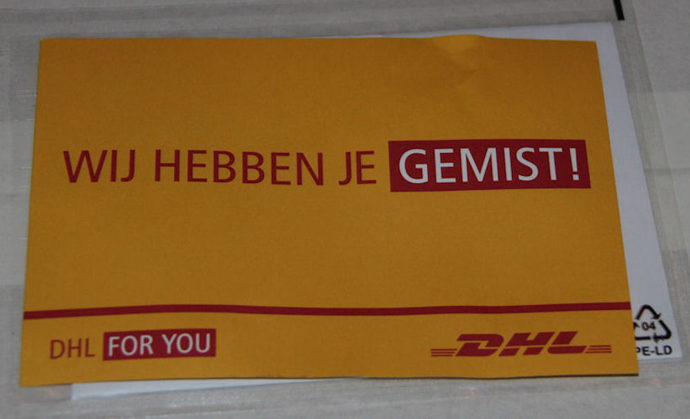 WIJ HEBBEN JE GEMIST!
DHL FOR YOU
DHL
04
PE-LD